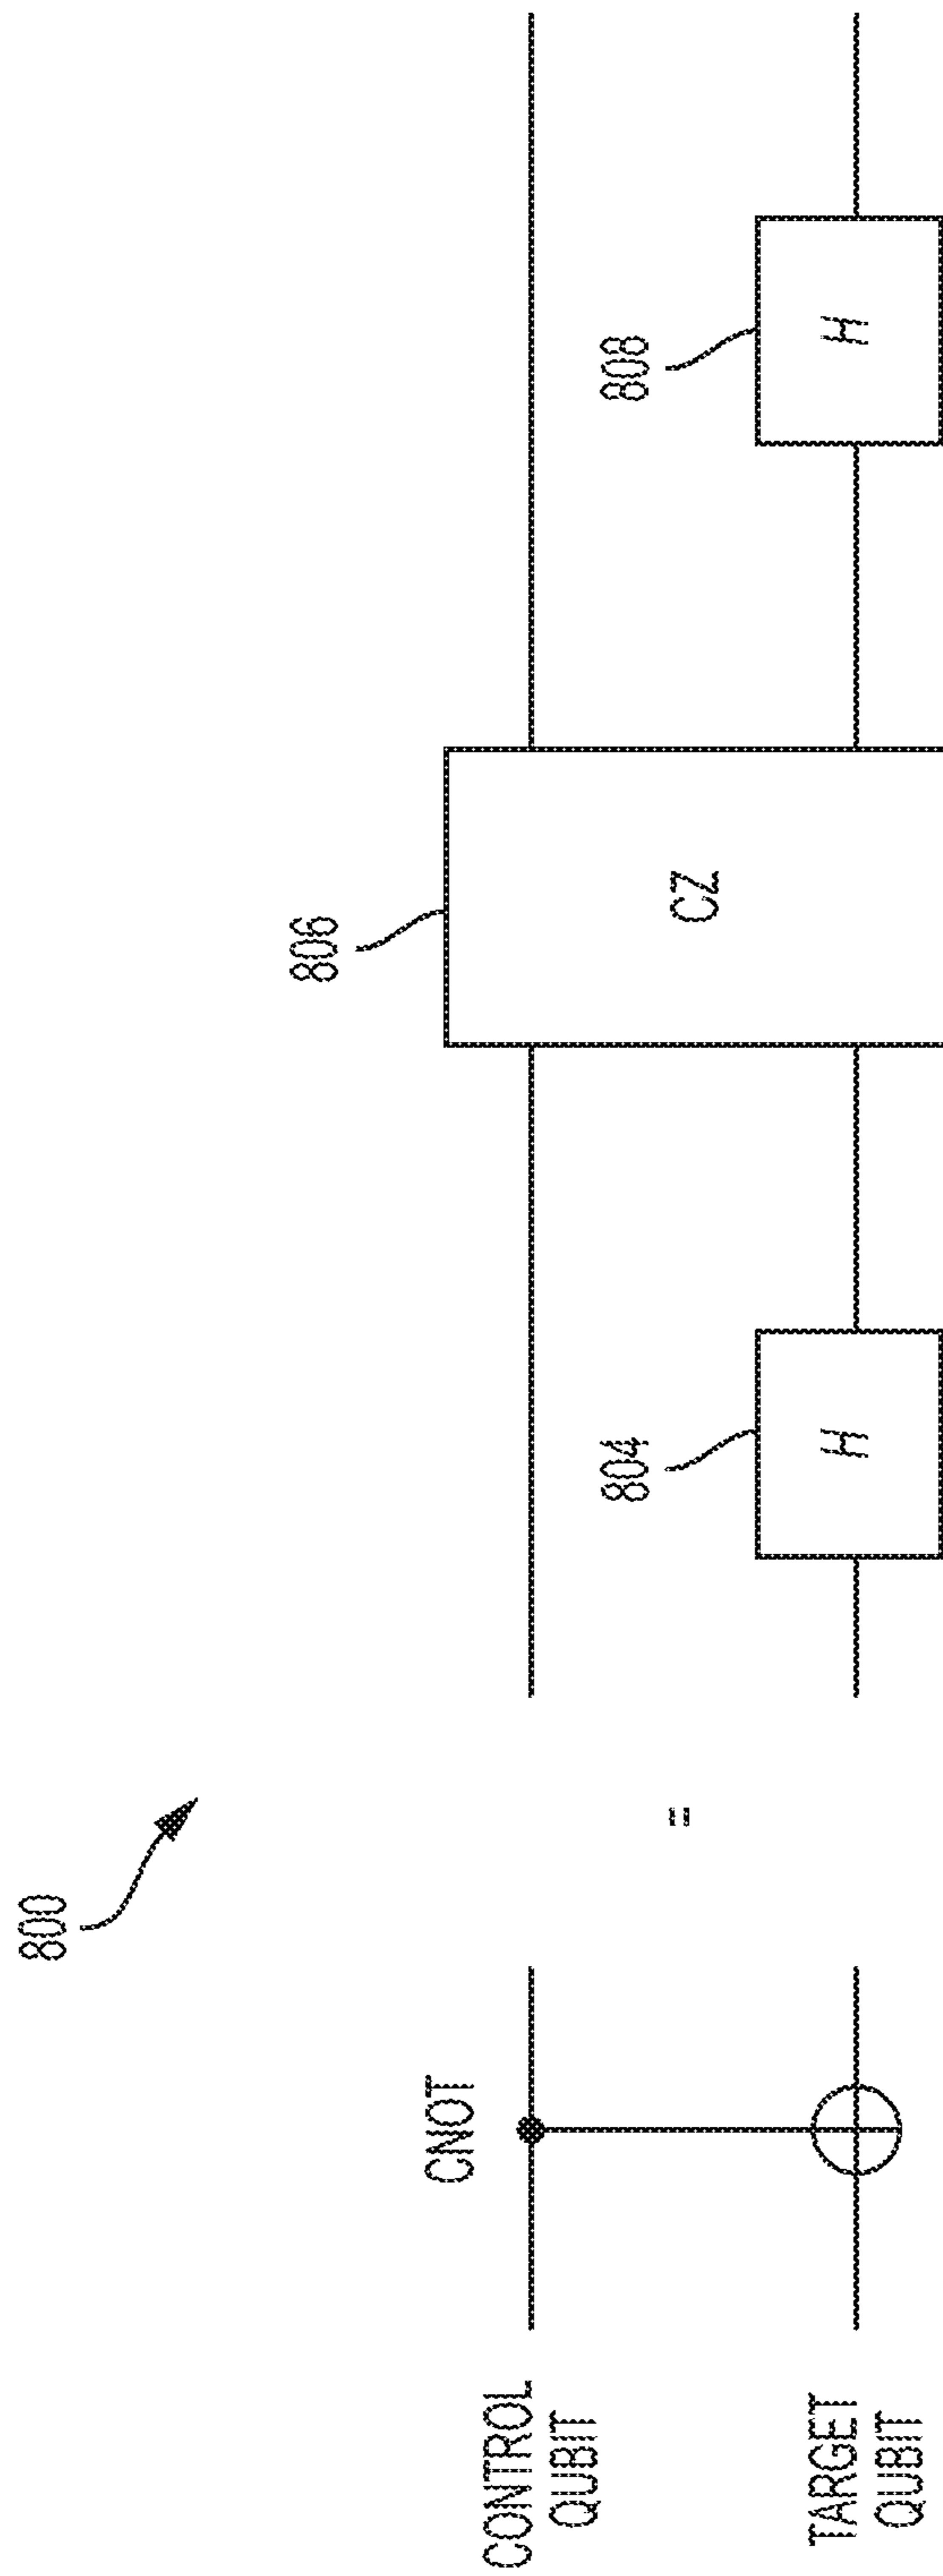 800
CNOT
CONTROL
QUBIT
TARGET
QUBIT
=
804
H
806
CZ
808
H